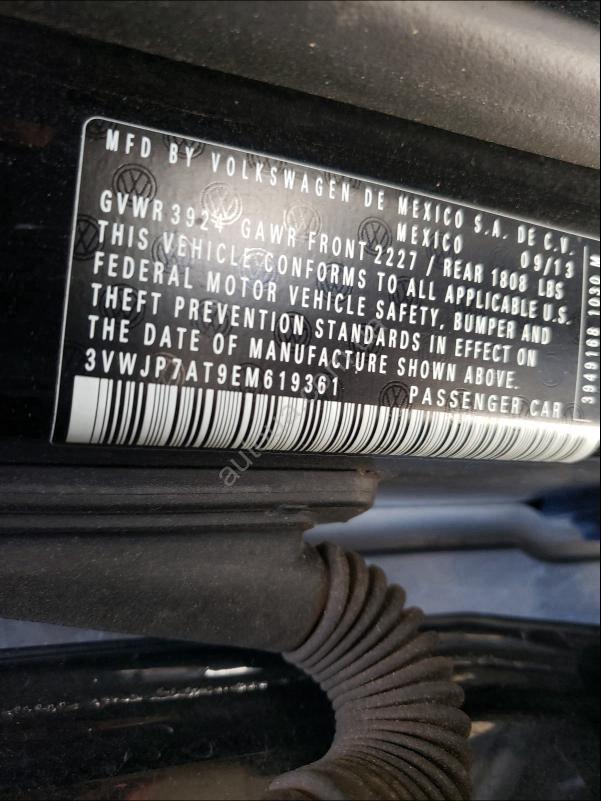 MFD BY VOLKSWAGEN DE MEXICO S.A. DE C.V.
MEXICO 09/13
GVWR 3924 GAWR FRONT 2227 / REAR 1808 LBS
THIS VEHICLE CONFORMS TO ALL APPLICABLE U.S.
FEDERAL MOTOR VEHICLE SAFETY, BUMPER AND
THEFT PREVENTION STANDARDS IN EFFECT ON
THE DATE OF MANUFACTURE SHOWN ABOVE.
3VWJP7AT9EM619361 PASSENGER CAR
3949168 1030 M